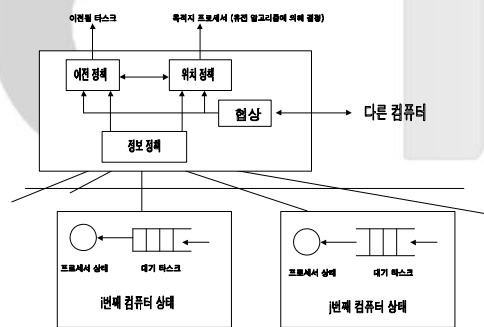 이전될 타스크
목적지 프로세서 (유전 알고리즘에 의해 결정)
이전 정책
위치 정책
협상
다른 컴퓨터
정보 정책
프로세서 상태
대기 타스크
i번째 컴퓨터 상태
프로세서 상태
대기 타스크
j번째 컴퓨터 상태